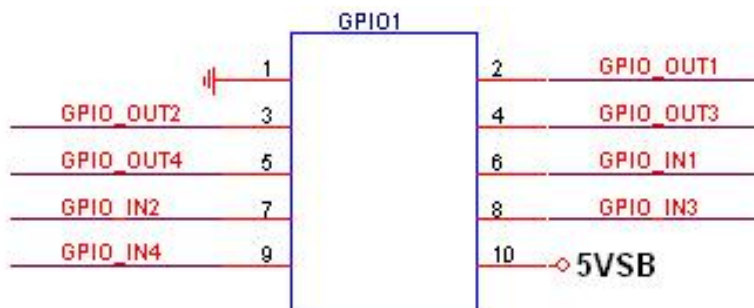 GPIO1
1 2 GPIO_OUT1
GPIO_OUT2 3 4 GPIO_OUT3
GPIO_OUT4 5 6 GPIO_IN1
GPIO_IN2 7 8 GPIO_IN3
GPIO_IN4 9 10 5VSB